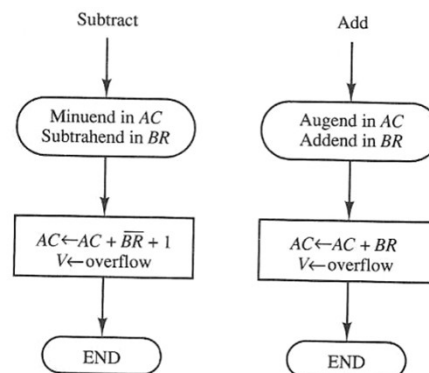 Subtract
Minuend in AC
Subtrahend in BR
AC←AC + B̅R̅ + 1
V←overflow
END
Add
Augend in AC
Addend in BR
AC←AC + BR
V←overflow
END